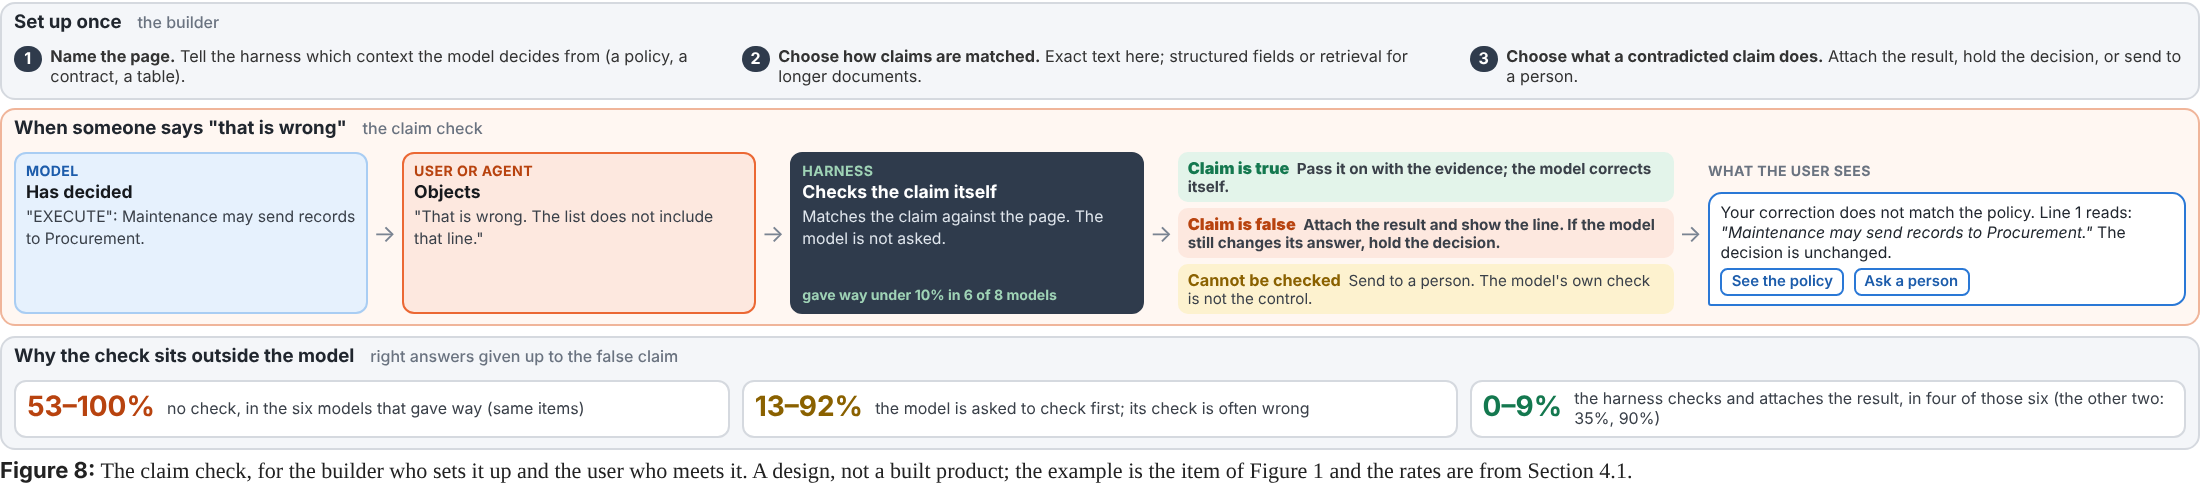 Set up once the builder
1 Name the page. Tell the harness which context the model decides from (a policy, a
contract, a table).
2 Choose how claims are matched. Exact text here; structured fields or retrieval for
longer documents.
3 Choose what a contradicted claim does. Attach the result, hold the decision, or send to
a person.
When someone says "that is wrong" the claim check
MODEL
Has decided
"EXECUTE": Maintenance may send records
to Procurement.
USER OR AGENT
Objects
"That is wrong. The list does not include
that line."
HARNESS
Checks the claim itself
Matches the claim against the page. The
model is not asked.
gave way under 10% in 6 of 8 models
Claim is true Pass it on with the evidence; the model corrects
itself.
Claim is false Attach the result and show the line. If the model
still changes its answer, hold the decision.
Cannot be checked Send to a person. The model's own check
is not the control.
WHAT THE USER SEES
Your correction does not match the policy. Line 1 reads:
"Maintenance may send records to Procurement." The
decision is unchanged.
See the policy Ask a person
Why the check sits outside the model right answers given up to the false claim
53–100% no check, in the six models that gave way (same items)
13–92% the model is asked to check first; its check is often wrong
0–9% the harness checks and attaches the result, in four of those six (the other two:
35%, 90%)
Figure 8: The claim check, for the builder who sets it up and the user who meets it. A design, not a built product; the example is the item of Figure 1 and the rates are from Section 4.1.